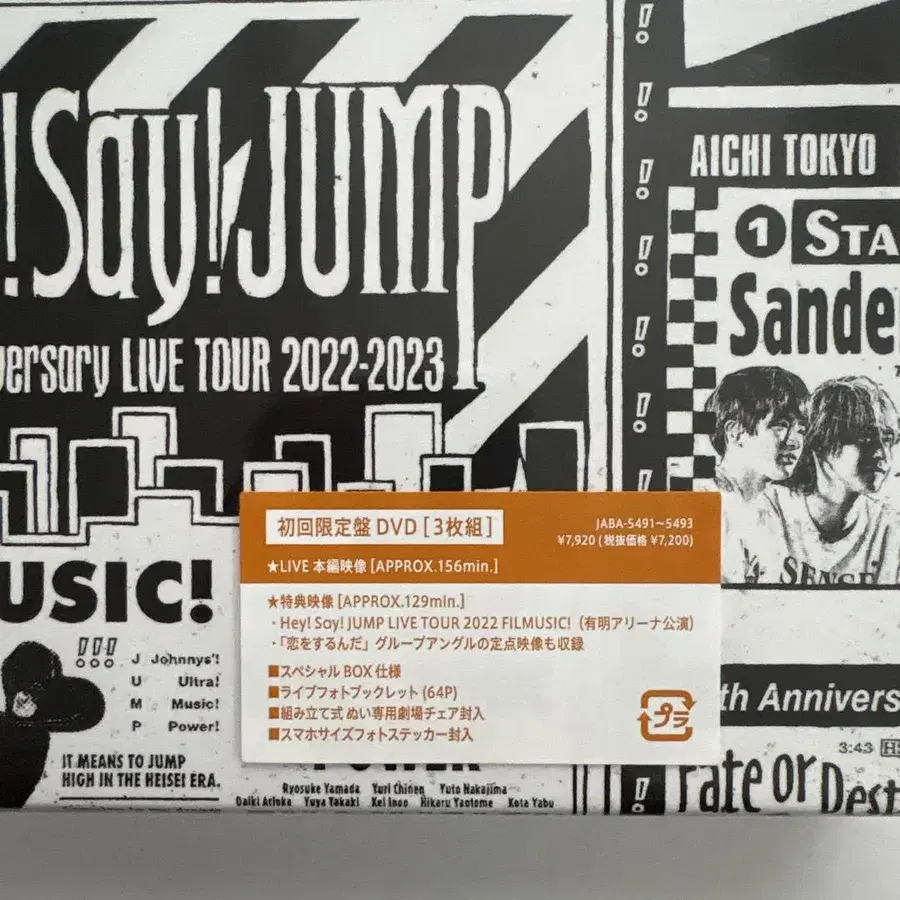 ! Say! JUMP
versary LIVE TOUR 2022-2023
USIC!
!!!
J Johnnys'!
U Ultra!
M Music!
P Power!
IT MEANS TO JUMP
HIGH IN THE HEISEI ERA.
POWER
Ryosuke Yamada Yuri Chinen Yuto Nakajima
Daiki Arioka Yuya Takaki Kei Inoo Hikaru Yaotome Kota Yabu
初回限定盤 DVD [3枚組]
JABA-5491~5493
¥7,920 (税抜価格 ¥7,200)
★LIVE 本編映像 [APPROX.156min.]
★特典映像 [APPROX.129min.]
・Hey! Say! JUMP LIVE TOUR 2022 FILMUSIC! (有明アリーナ公演)
・「恋をするんだ」グループアングルの定点映像も収録
■スペシャル BOX 仕様
■ライブフォトブックレット (64P)
■組み立て式 ぬい専用劇場チェア封入
■スマホサイズフォトステッカー封入
プラ
AICHI TOKYO
1 STA
Sande
SENSE
th Annivers
3:43
Fate or Dest